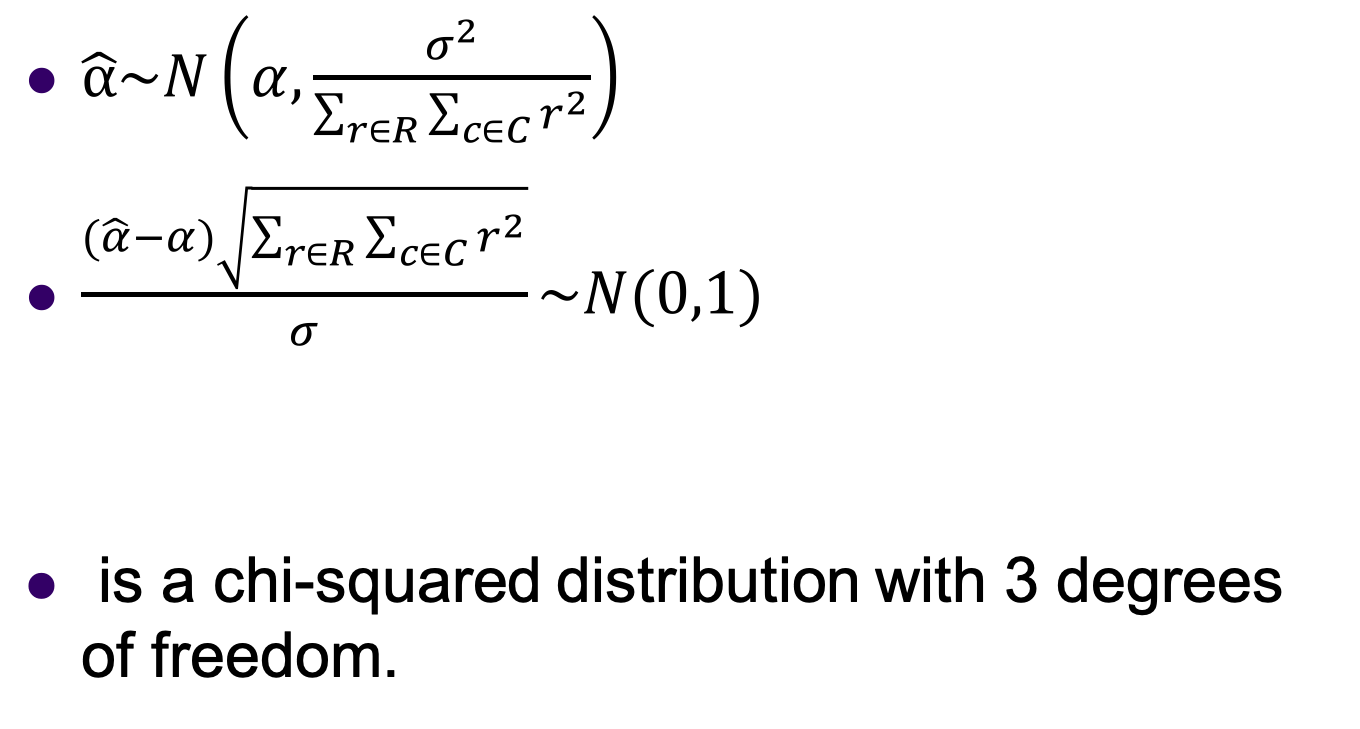 • α̂~N(α, σ²/(∑_{r∈R} ∑_{c∈C} r²))
• (α̂−α)√(∑_{r∈R} ∑_{c∈C} r²)/σ ~N(0,1)
• is a chi-squared distribution with 3 degrees
of freedom.